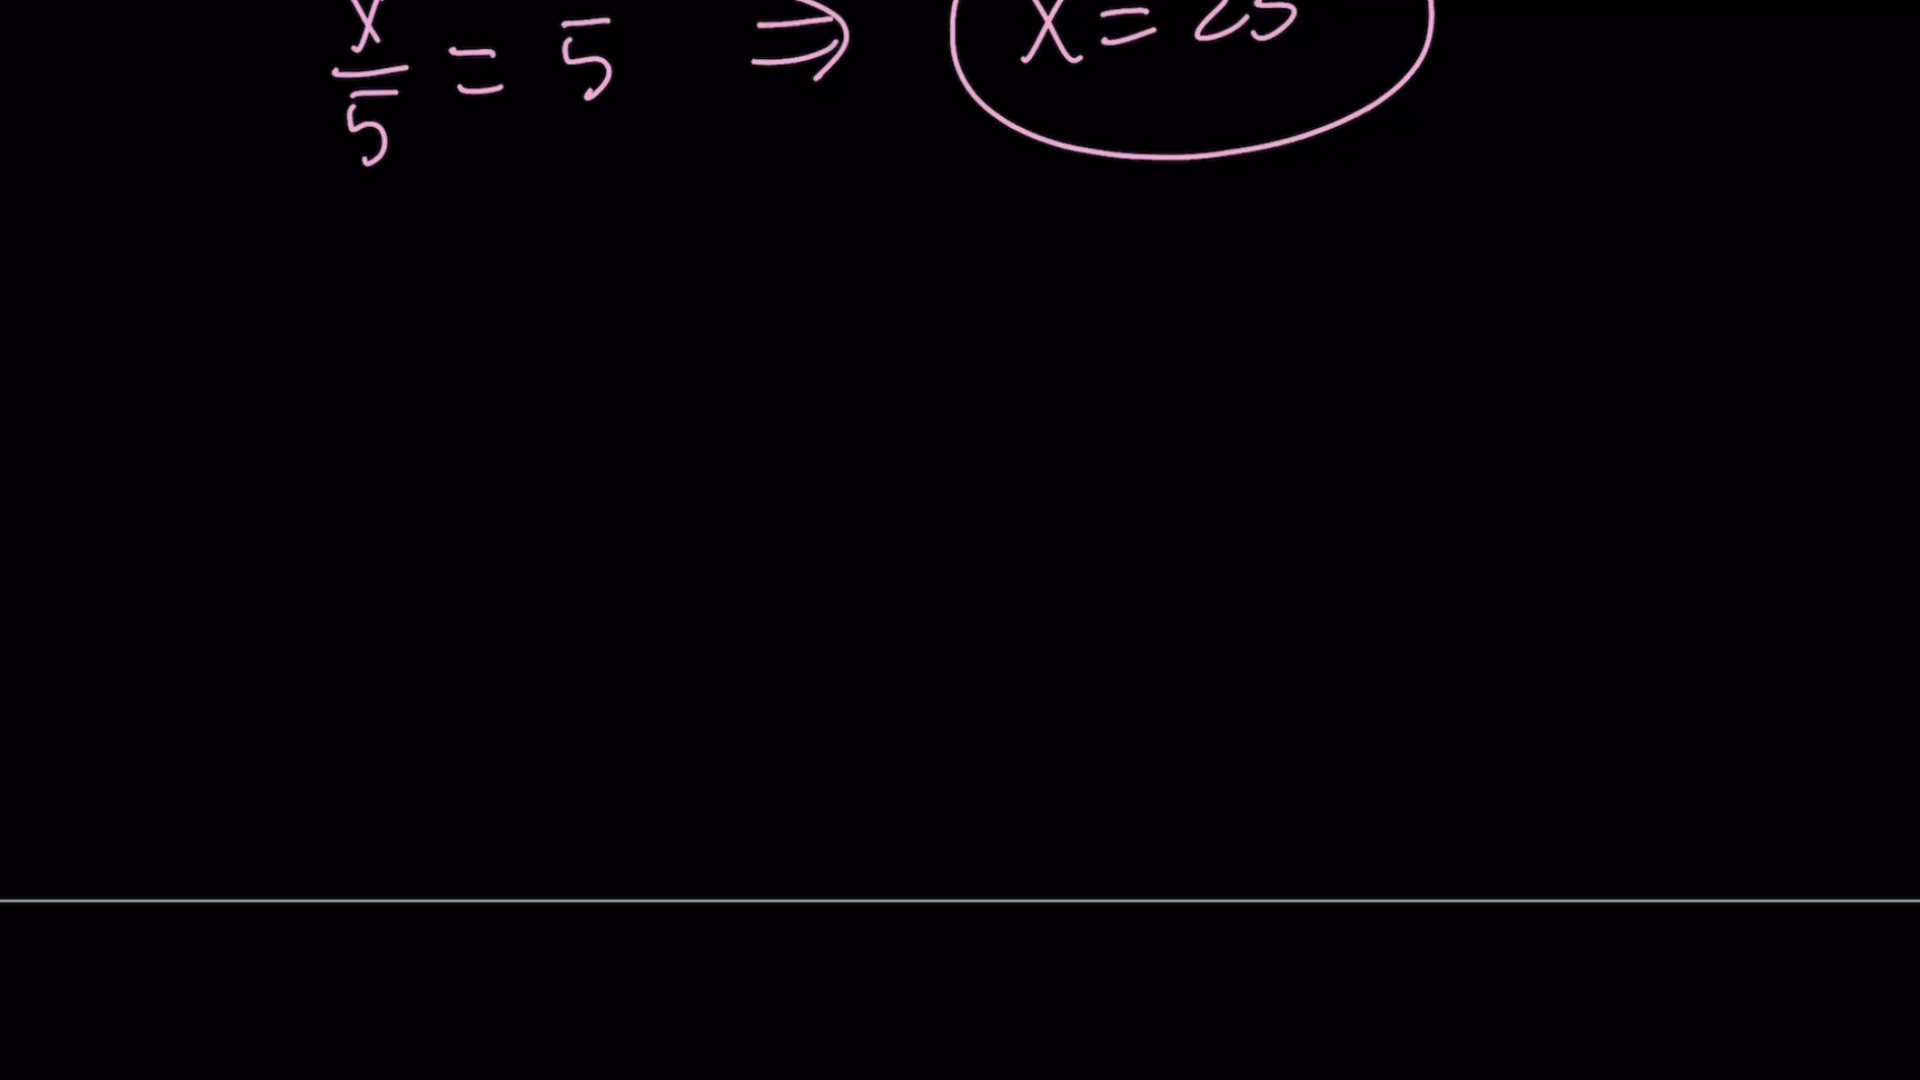 x/5 = 5 ⇒ x = 25